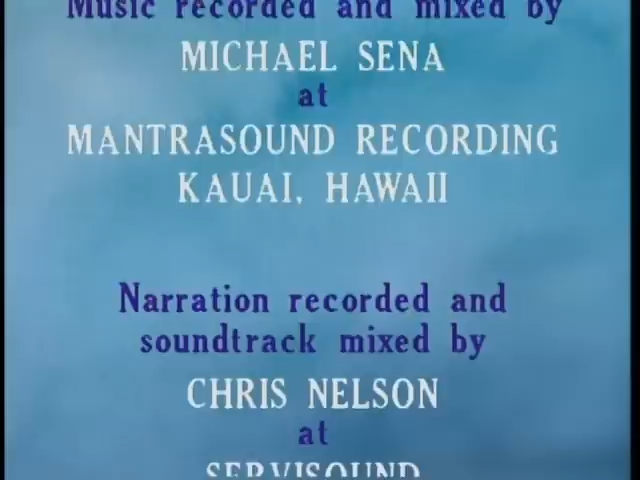 Music recorded and mixed by
MICHAEL SENA
at
MANTRASOUND RECORDING
KAUAI, HAWAII
Narration recorded and
soundtrack mixed by
CHRIS NELSON
at
SERVISOUND